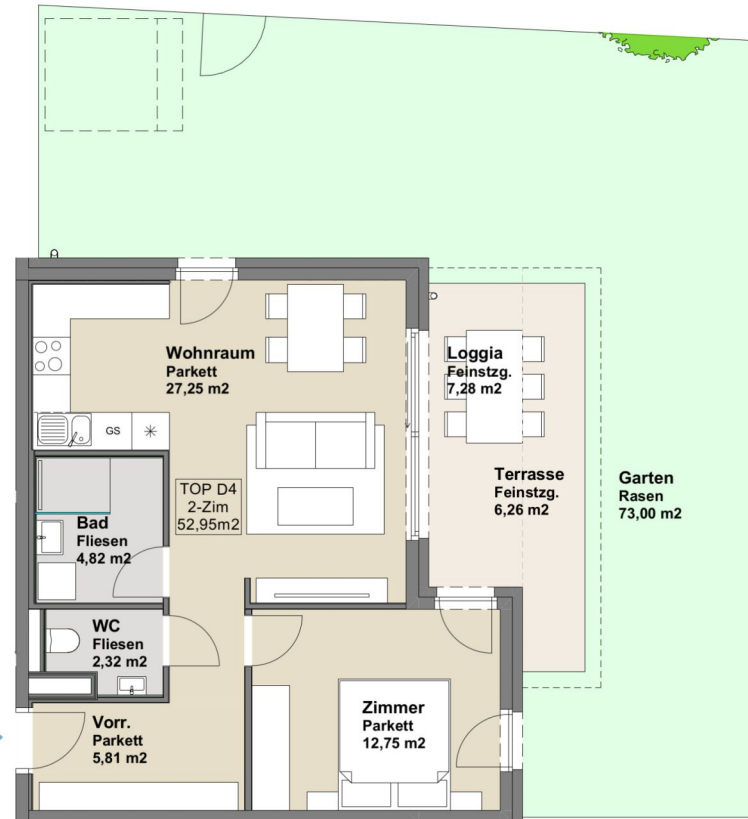 Wohnraum
Parkett
27,25 m2
Loggia
Feinstzg.
7,28 m2
GS
TOP D4
2-Zim
52,95m2
Terrasse
Feinstzg.
6,26 m2
Garten
Rasen
73,00 m2
Bad
Fliesen
4,82 m2
WC
Fliesen
2,32 m2
Zimmer
Parkett
12,75 m2
Vorr.
Parkett
5,81 m2